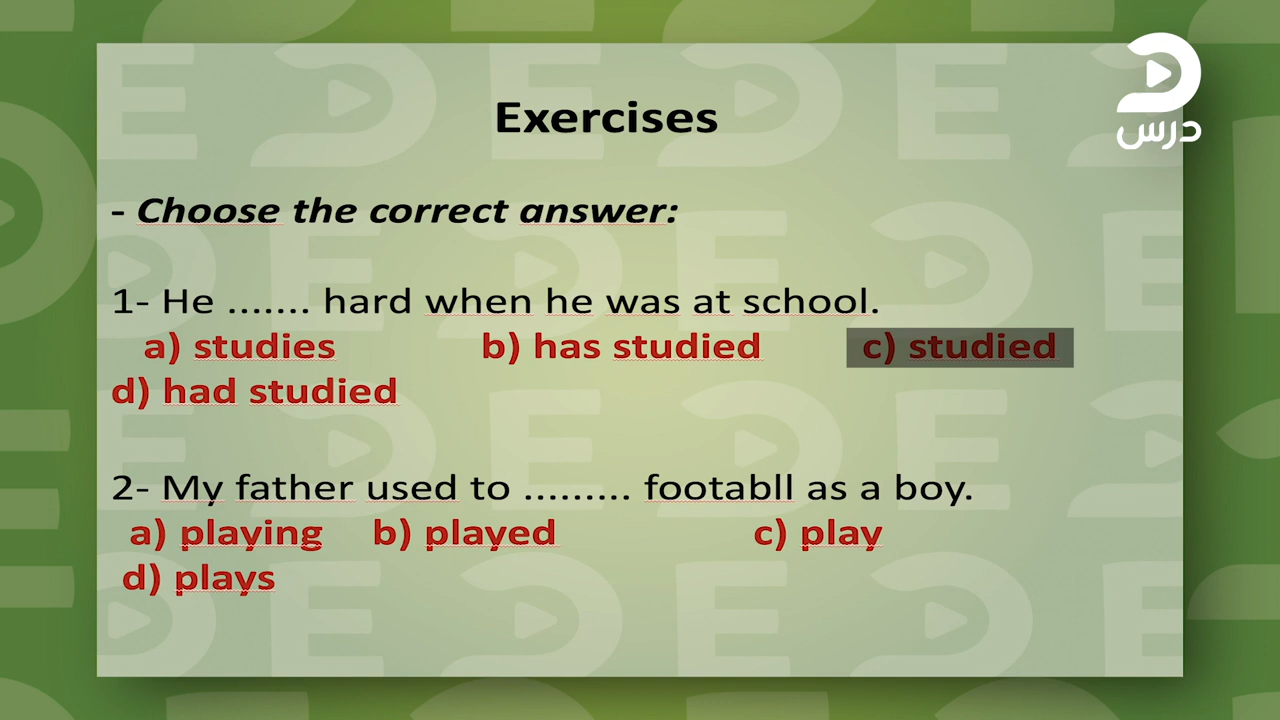 درس
Exercises
- Choose the correct answer:
1- He ....... hard when he was at school.
a) studies b) has studied c) studied
d) had studied
2- My father used to ......... footabll as a boy.
a) playing b) played c) play
d) plays